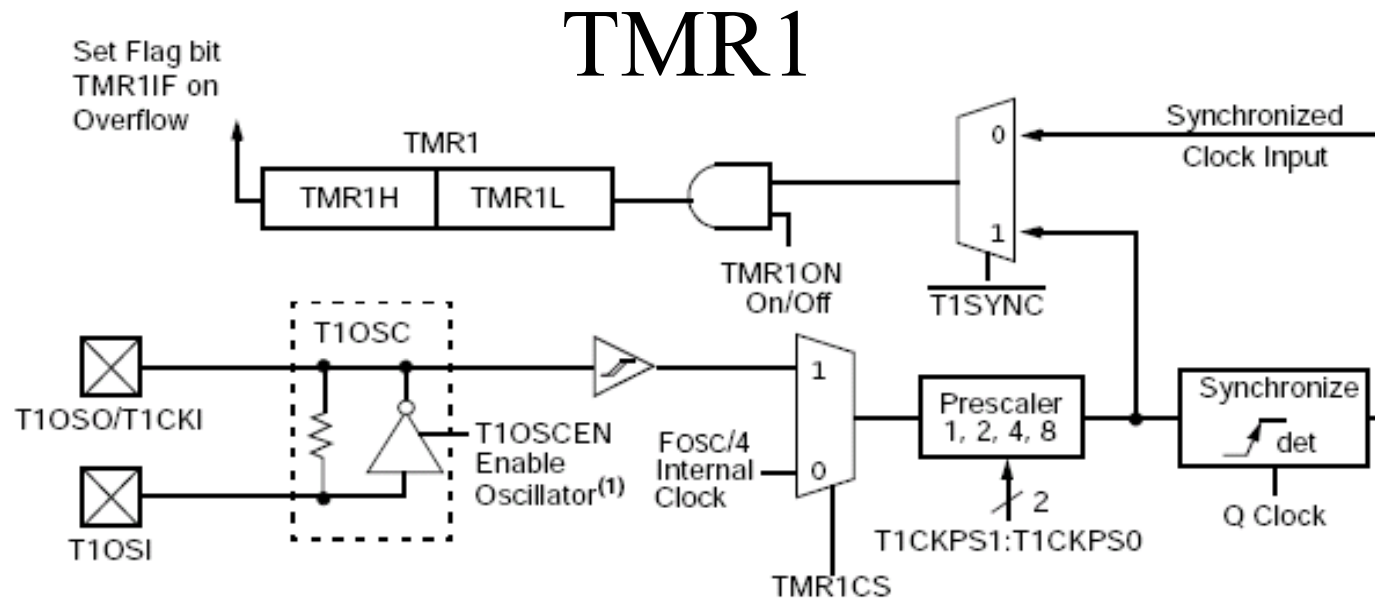 TMR1
Set Flag bit
TMR1IF on
Overflow
TMR1
TMR1H
TMR1L
TMR1ON
On/Off
0
1
T1SYNC
Synchronized
Clock Input
T1OSC
T1OSO/T1CKI
T1OSI
T1OSCEN
Enable
Oscillator(1)
1
0
FOSC/4
Internal
Clock
TMR1CS
Prescaler
1, 2, 4, 8
2
T1CKPS1:T1CKPS0
Synchronize
det
Q Clock